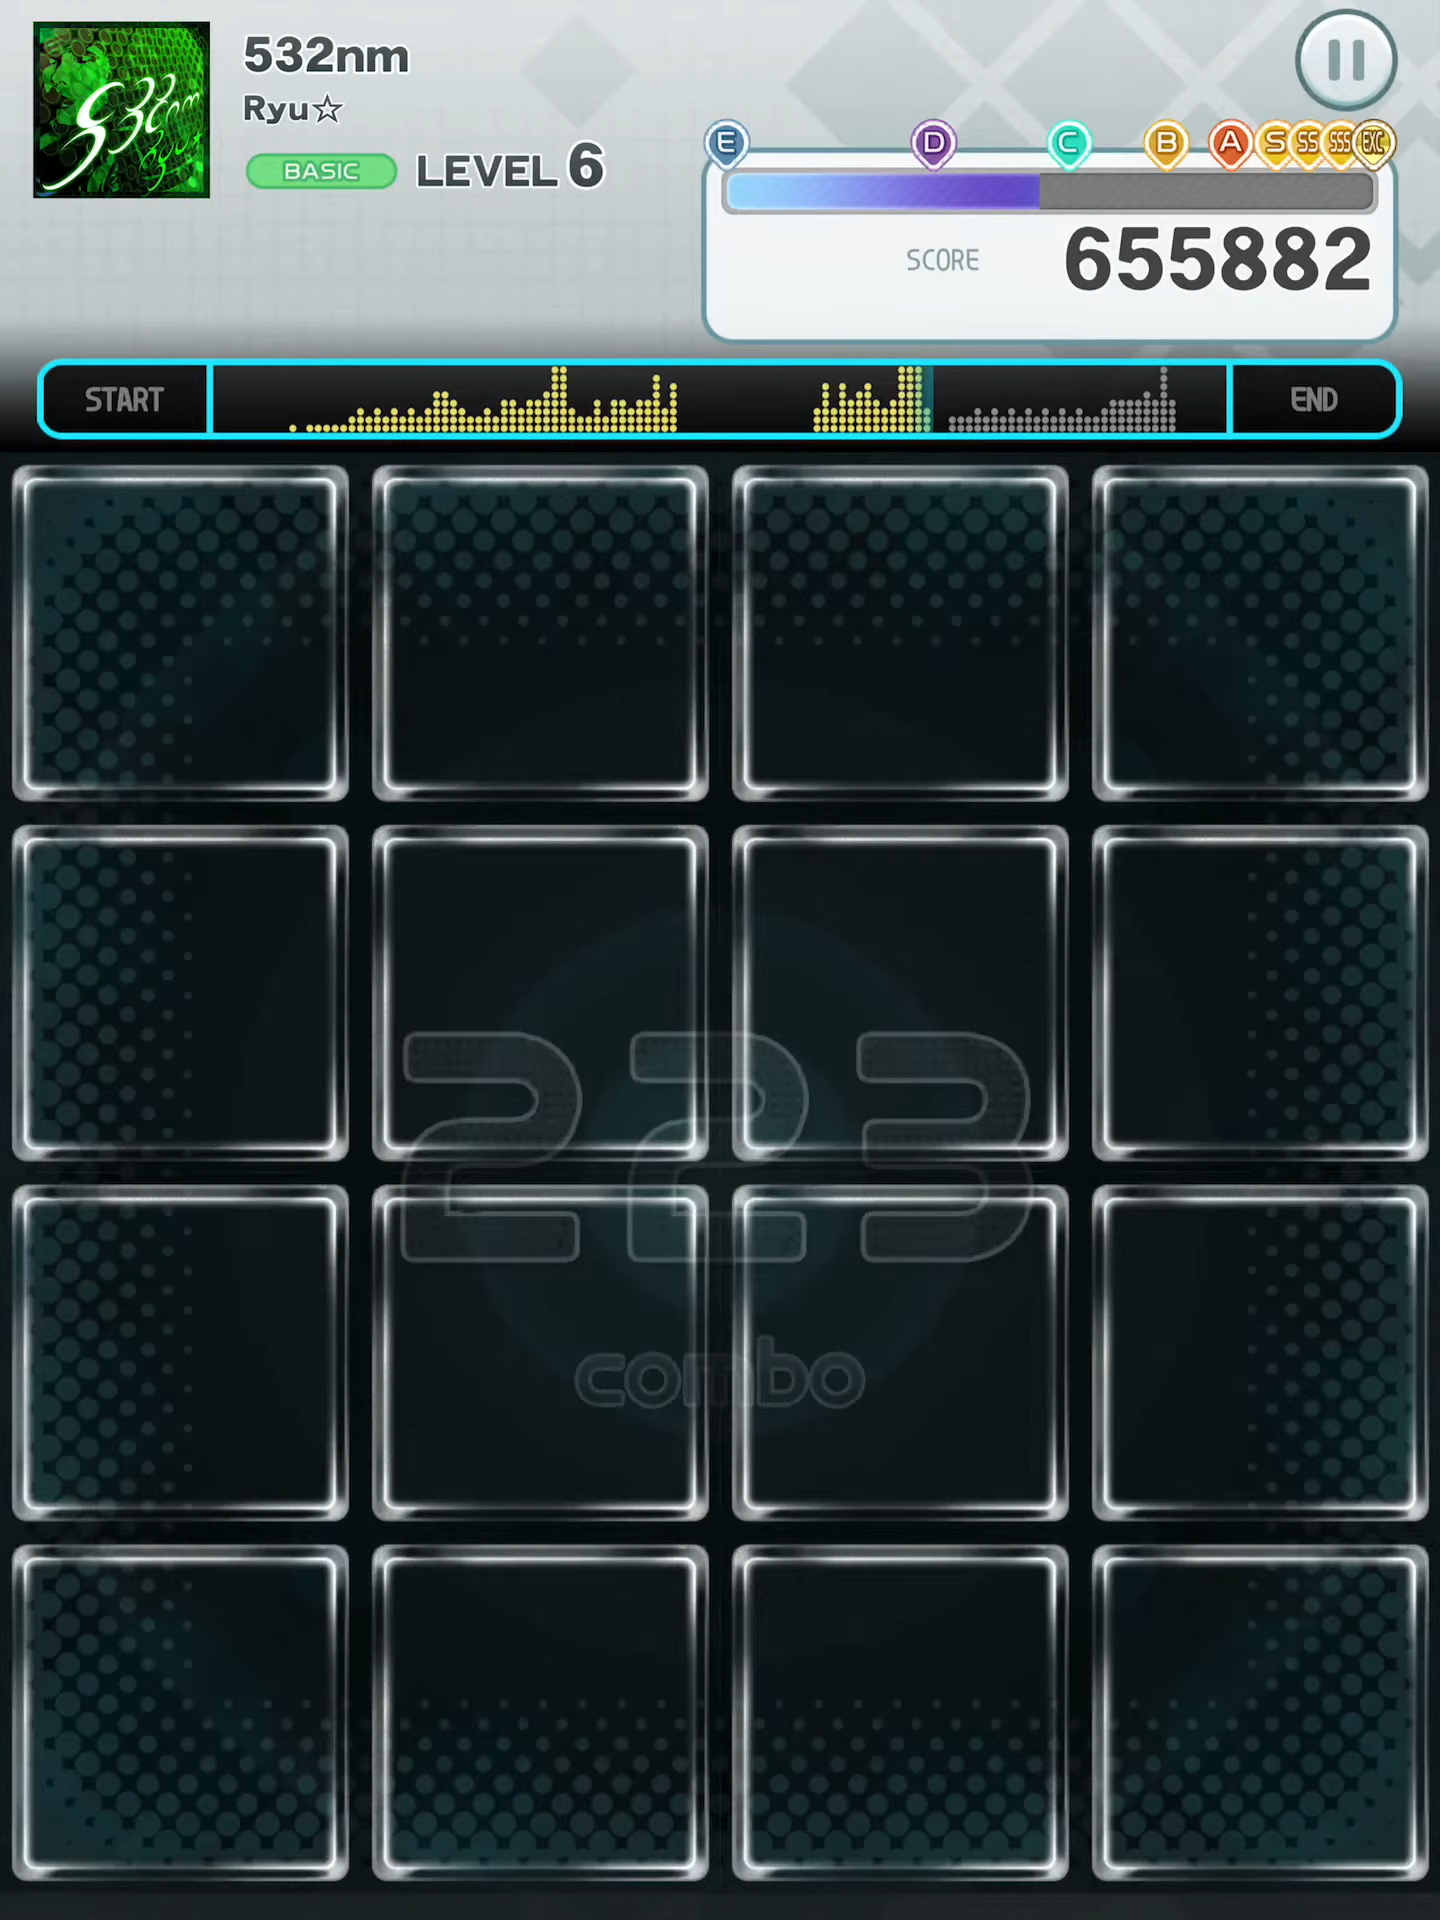 532nm
Ryu☆
BASIC LEVEL 6
E D C B A S SS SSS EXC
SCORE 655882
START END
223
combo